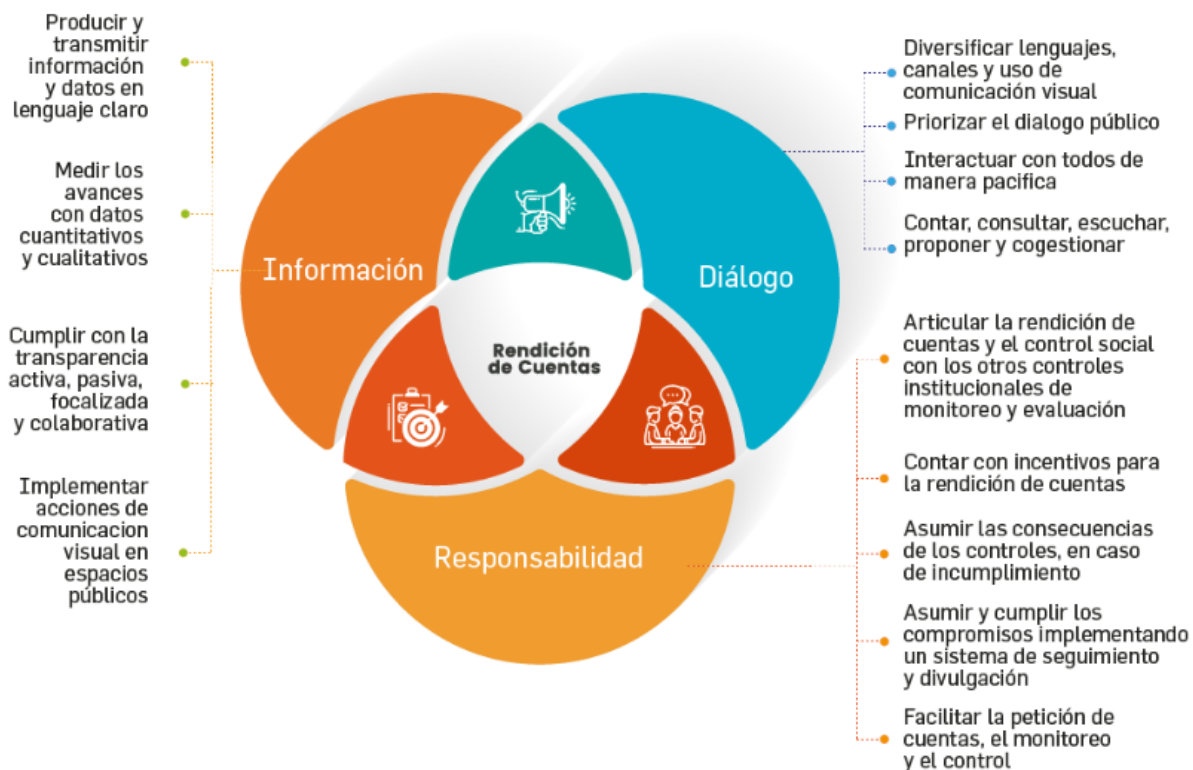 Producir y
transmitir
información
y datos en
lenguaje claro
Medir los
avances
con datos
cuantitativos
y cualitativos
Cumplir con la
transparencia
activa, pasiva,
focalizada
y colaborativa
Implementar
acciones de
comunicacion
visual en
espacios
públicos
Información
Diálogo
Rendición
de Cuentas
Responsabilidad
Diversificar lenguajes,
canales y uso de
comunicación visual
Priorizar el dialogo público
Interactuar con todos de
manera pacifica
Contar, consultar, escuchar,
proponer y cogestionar
Articular la rendición de
cuentas y el control social
con los otros controles
institucionales de
monitoreo y evaluación
Contar con incentivos para
la rendición de cuentas
Asumir las consecuencias
de los controles, en caso
de incumplimiento
Asumir y cumplir los
compromisos implementando
un sistema de seguimiento
y divulgación
Facilitar la petición de
cuentas, el monitoreo
y el control